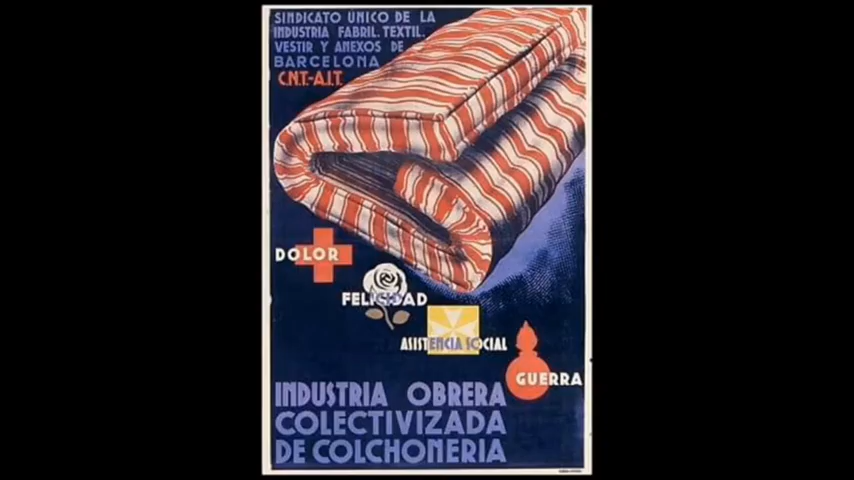 SINDICATO ÚNICO DE LA
INDUSTRIA FABRIL. TEXTIL.
VESTIR Y ANEXOS DE
BARCELONA
C.N.T.-A.I.T.
DOLOR
FELICIDAD
ASISTENCIA SOCIAL
GUERRA
INDUSTRIA OBRERA
COLECTIVIZADA
DE COLCHONERIA